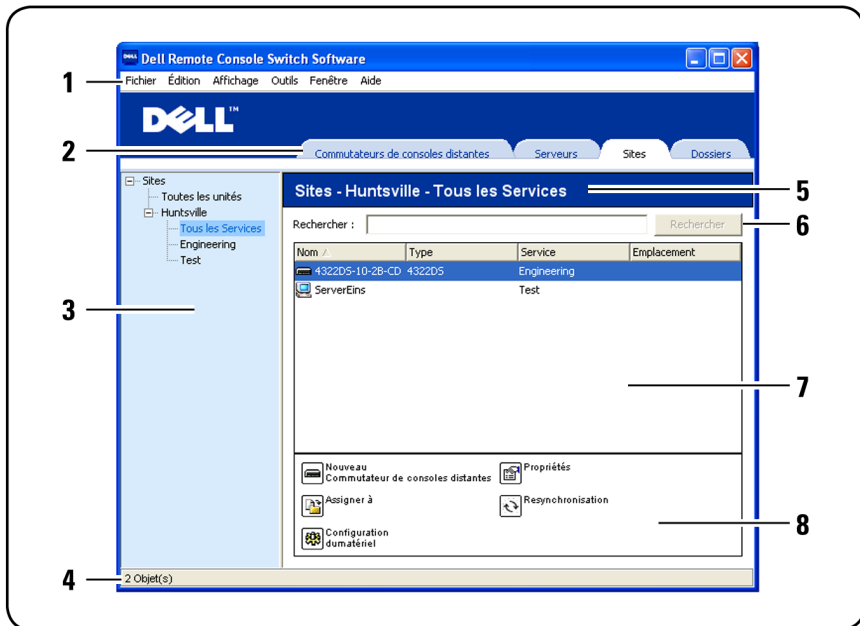 Dell Remote Console Switch Software
1
Fichier Édition Affichage Outils Fenêtre Aide
DELL™
2
Commutateurs de consoles distantes Serveurs Sites Dossiers
Sites
Toutes les unités
Huntsville
Tous les Services
Engineering
Test
3
Sites - Huntsville - Tous les Services
5
Rechercher : Rechercher
6
Nom Type Service Emplacement
4322DS-10-2B-CD 4322DS Engineering
ServerEins Test
7
Nouveau
Commutateur de consoles distantes
Propriétés
Assigner à
Resynchronisation
8
Configuration
dumatériel
4
2 Objet(s)